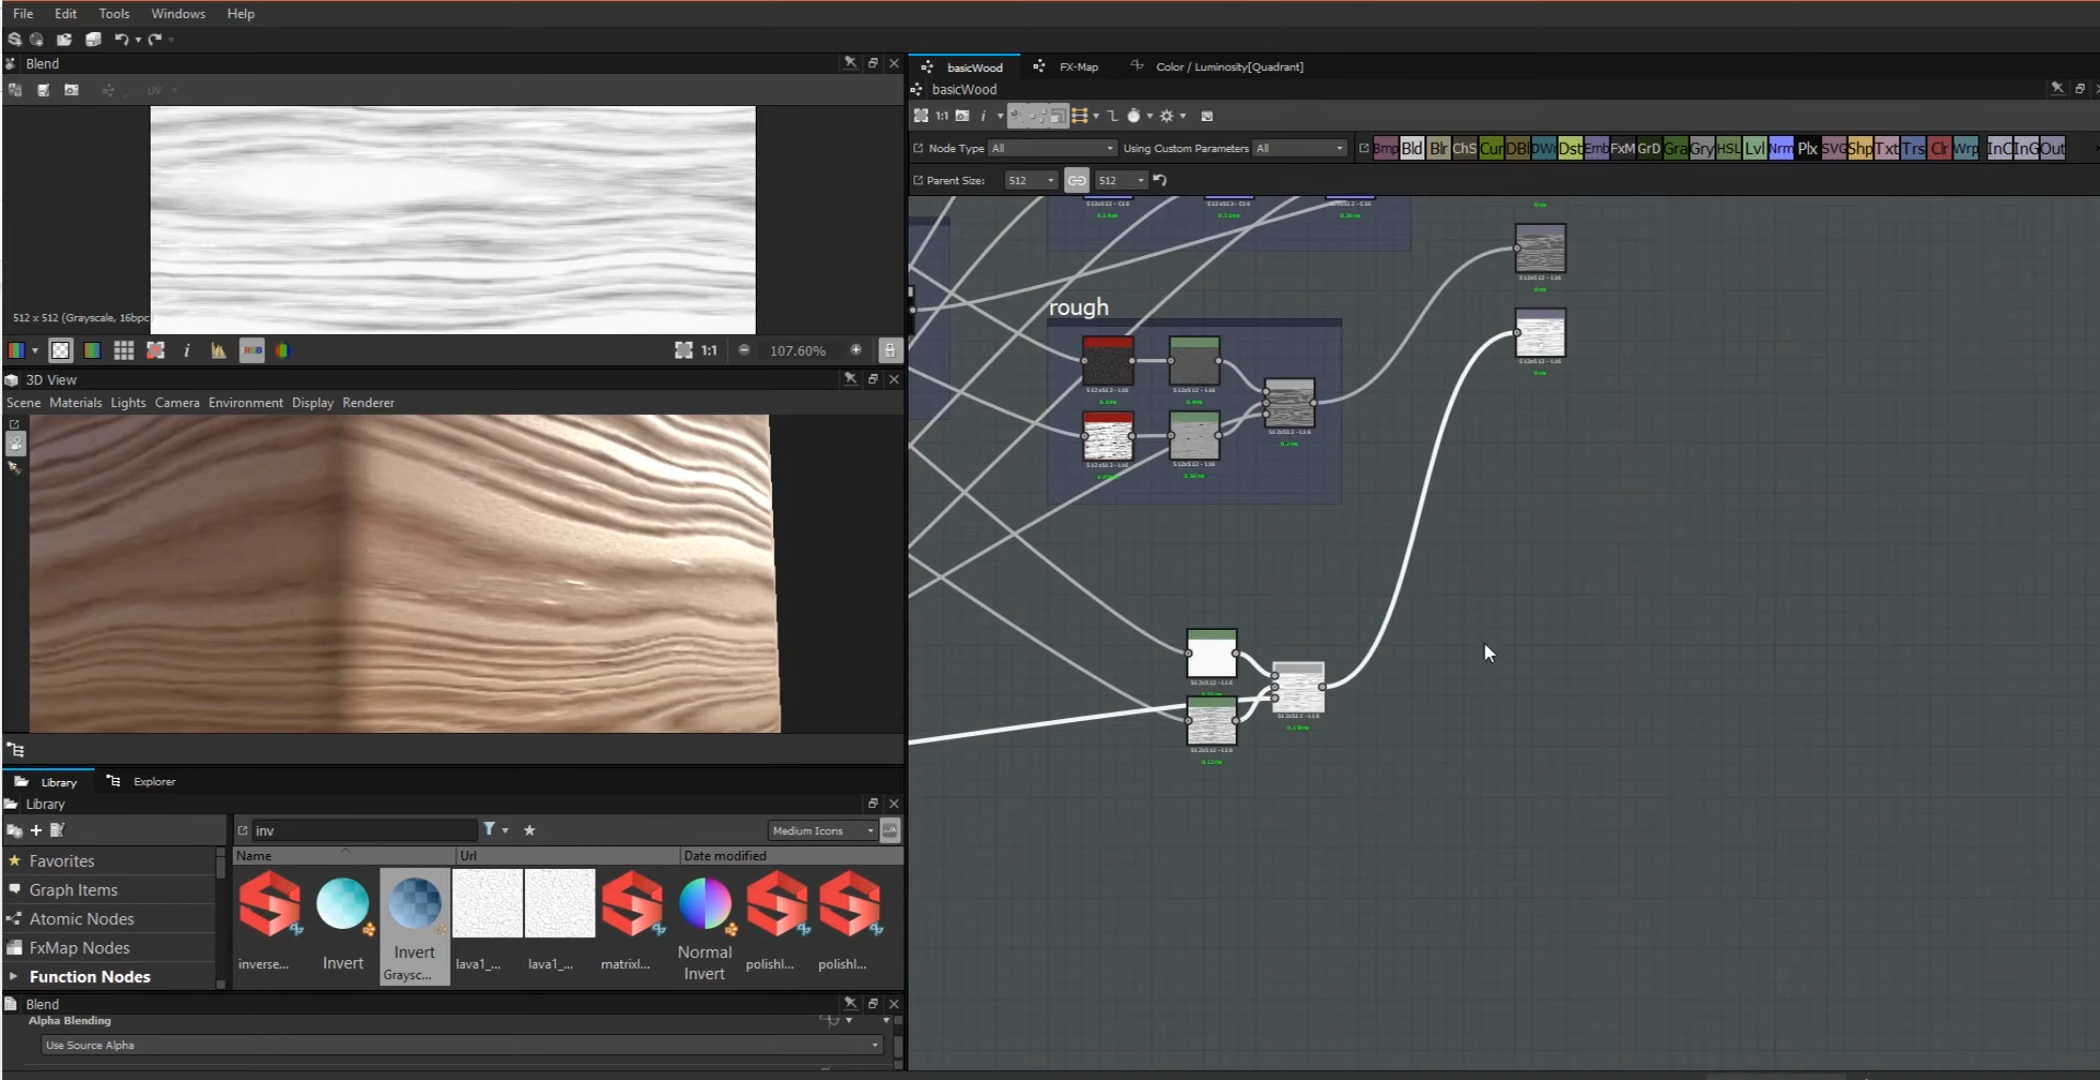 File Edit Tools Windows Help
Blend
UV
512 x 512 (Grayscale, 16bpc
RGB 1:1 107.60%
3D View
Scene Materials Lights Camera Environment Display Renderer
Library Explorer
Library
inv
Medium Icons
Favorites
Graph Items
Atomic Nodes
FxMap Nodes
Function Nodes
Name Url Date modified
inverse...
Invert
Invert
Graysc...
lava1_...
lava1_...
matrixl...
Normal
Invert
polishl...
polishl...
Blend
Alpha Blending
Use Source Alpha
basicWood FX-Map Color / Luminosity[Quadrant]
basicWood
1:1
Node Type All Using Custom Parameters All
Bmp Bld Blr ChS Cur DBl DWr Dst Emb FxM GrD Gra Gry HSL Lvl Nrm Plx SVG Shp Txt Trs Clr Wrp InC InG Out
Parent Size: 512 512
rough